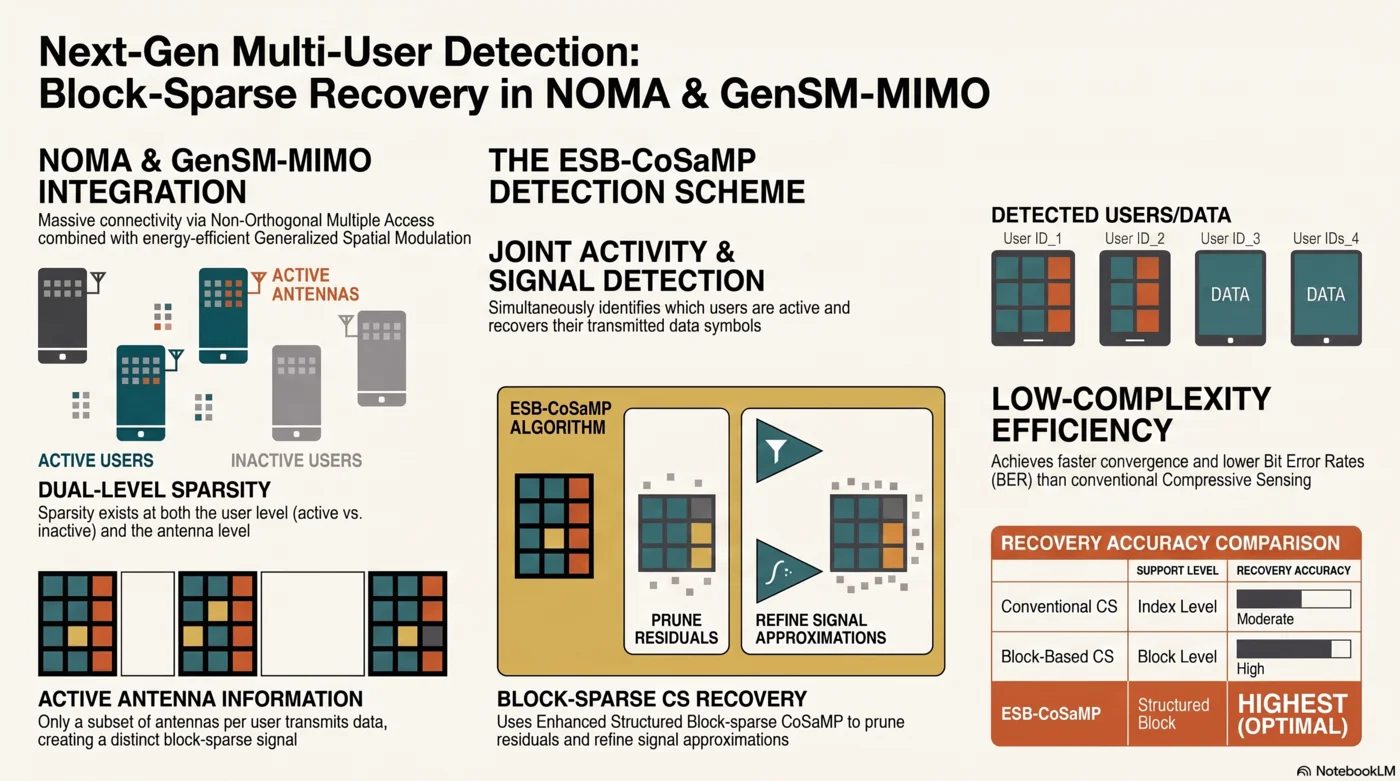 Next-Gen Multi-User Detection:
Block-Sparse Recovery in NOMA & GenSM-MIMO
NOMA & GenSM-MIMO
INTEGRATION
Massive connectivity via Non-Orthogonal Multiple Access
combined with energy-efficient Generalized Spatial Modulation
ACTIVE
ANTENNAS
ACTIVE USERS
INACTIVE USERS
DUAL-LEVEL SPARSITY
Sparsity exists at both the user level (active vs.
inactive) and the antenna level
ACTIVE ANTENNA INFORMATION
Only a subset of antennas per user transmits data,
creating a distinct block-sparse signal
THE ESB-CoSaMP
DETECTION SCHEME
JOINT ACTIVITY &
SIGNAL DETECTION
Simultaneously identifies which users are active and
recovers their transmitted data symbols
ESB-CoSaMP
ALGORITHM
PRUNE
RESIDUALS
REFINE SIGNAL
APPROXIMATIONS
BLOCK-SPARSE CS RECOVERY
Uses Enhanced Structured Block-sparse CoSaMP to prune
residuals and refine signal approximations
DETECTED USERS/DATA
User ID_1
User ID_2
User ID_3
User IDs_4
DATA
DATA
LOW-COMPLEXITY
EFFICIENCY
Achieves faster convergence and lower Bit Error Rates
(BER) than conventional Compressive Sensing
RECOVERY ACCURACY COMPARISON
SUPPORT LEVEL
RECOVERY ACCURACY
Conventional CS
Index Level
Moderate
Block-Based CS
Block Level
High
ESB-CoSaMP
Structured
Block
HIGHEST
(OPTIMAL)
NotebookLM